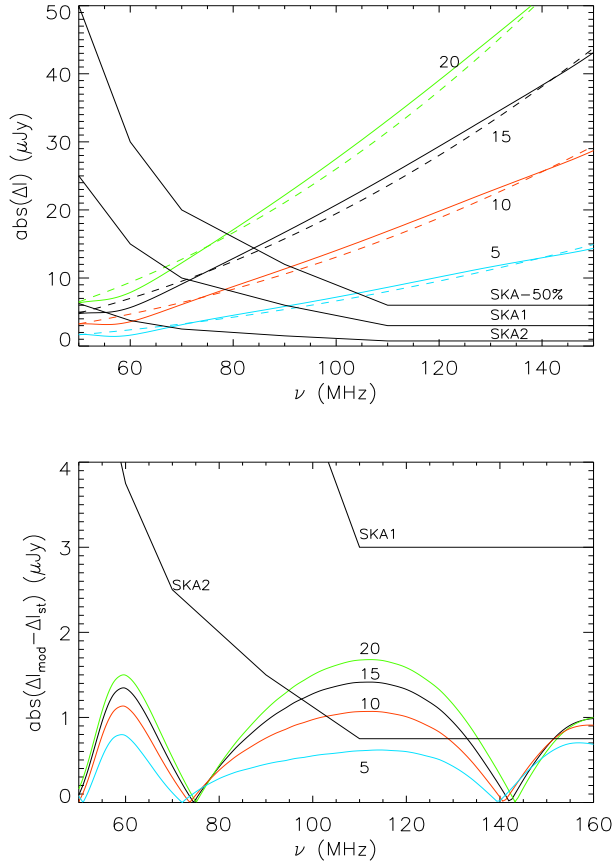 50
40
30
20
10
0
abs(ΔI) (μJy)
20
15
10
5
SKA−50%
SKA1
SKA2
60 80 100 120 140
ν (MHz)
4
3
2
1
0
abs(ΔI_mod−ΔI_st) (μJy)
SKA1
SKA2
20
15
10
5
60 80 100 120 140 160
ν (MHz)